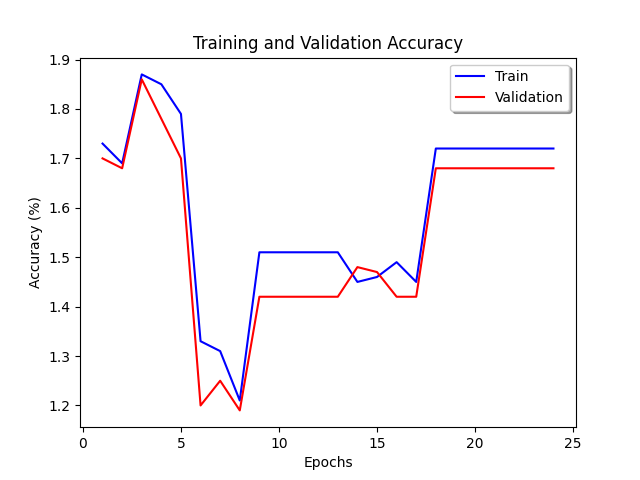 Training and Validation Accuracy
Train
Validation
Accuracy (%)
1.9
1.8
1.7
1.6
1.5
1.4
1.3
1.2
0 5 10 15 20 25
Epochs